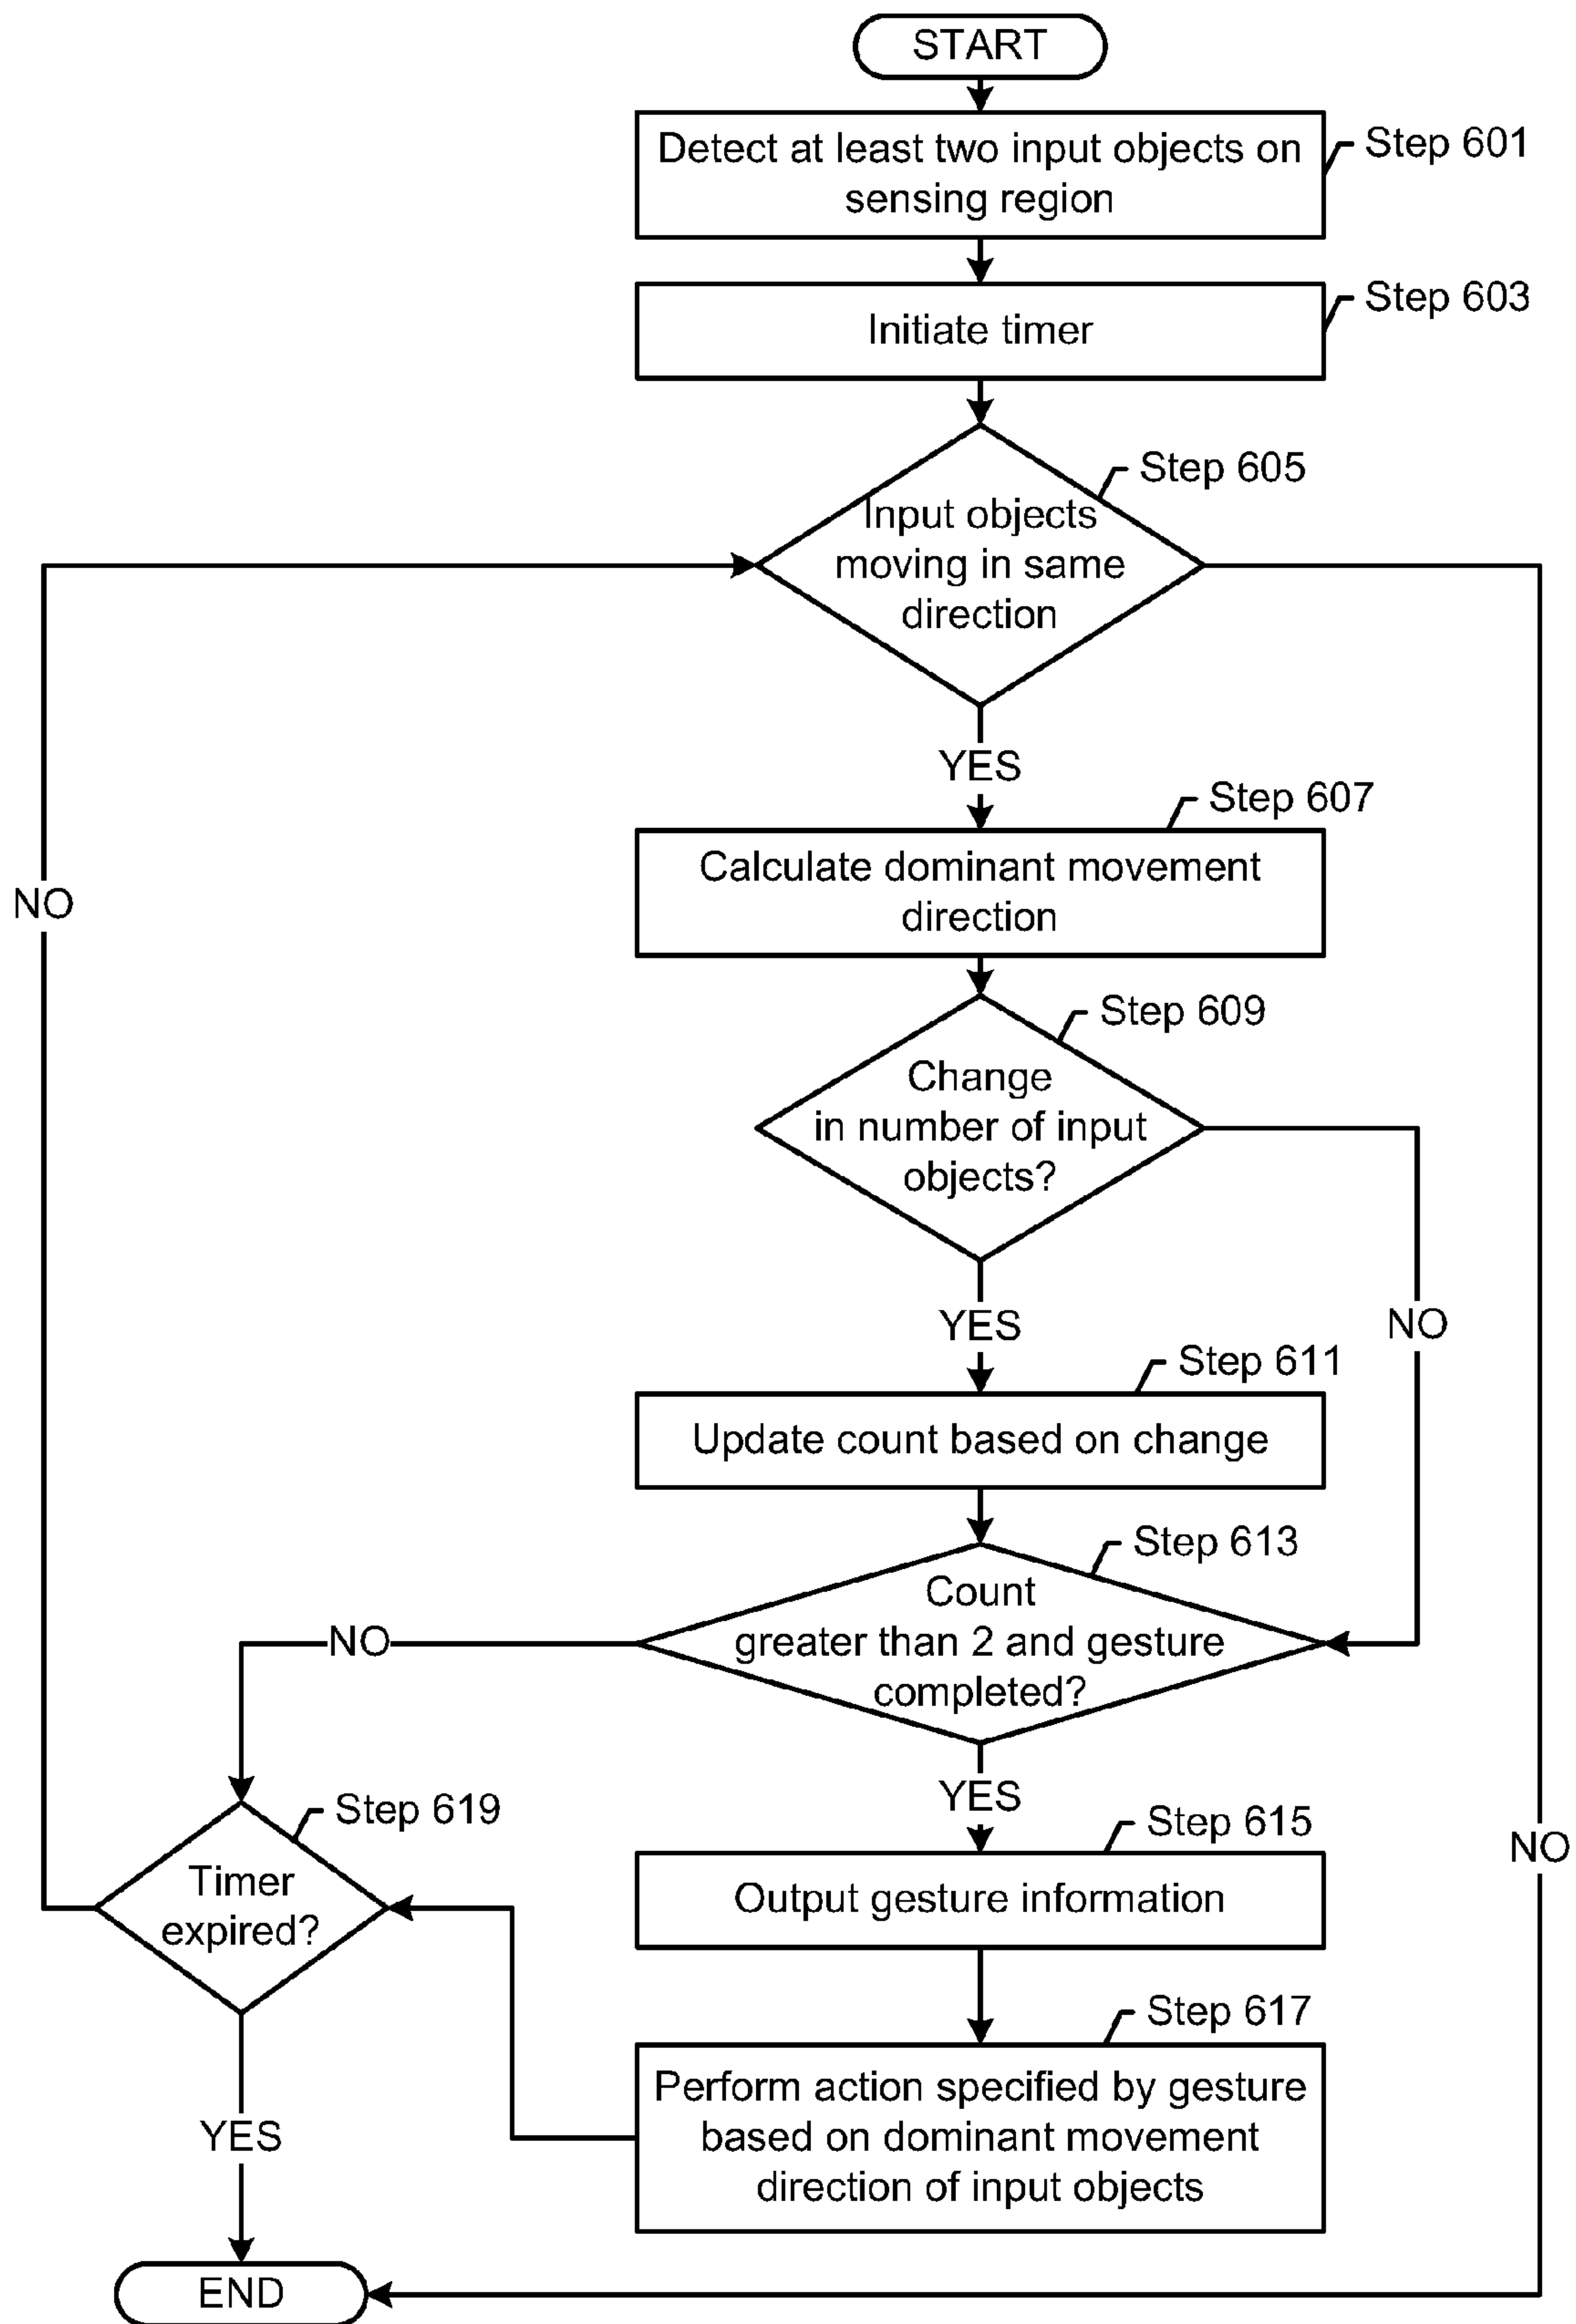 START
Detect at least two input objects on
sensing region
Step 601
Initiate timer
Step 603
Step 605
Input objects
moving in same
direction
YES
Step 607
Calculate dominant movement
direction
NO
Step 609
Change
in number of input
objects?
YES
NO
Step 611
Update count based on change
Step 613
Count
greater than 2 and gesture
completed?
NO
YES
Step 619
Timer
expired?
Step 615
Output gesture information
NO
Step 617
Perform action specified by gesture
based on dominant movement
direction of input objects
YES
END